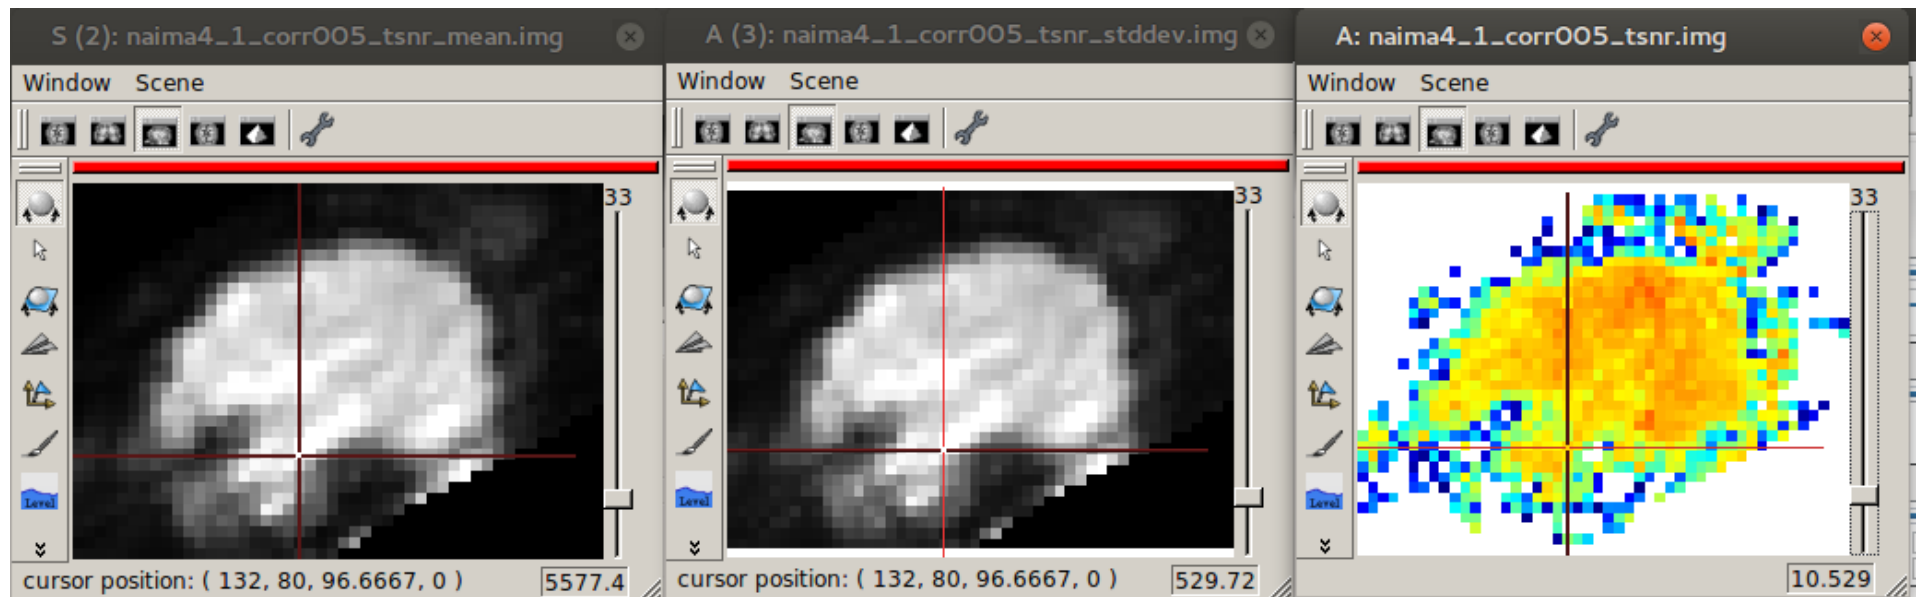 S (2): naima4_1_corr005_tsnr_mean.img
Window Scene
33
Level
cursor position: ( 132, 80, 96.6667, 0 ) 5577.4
A (3): naima4_1_corr005_tsnr_stddev.img
Window Scene
33
Level
cursor position: ( 132, 80, 96.6667, 0 ) 529.72
A: naima4_1_corr005_tsnr.img
Window Scene
33
Level
10.529